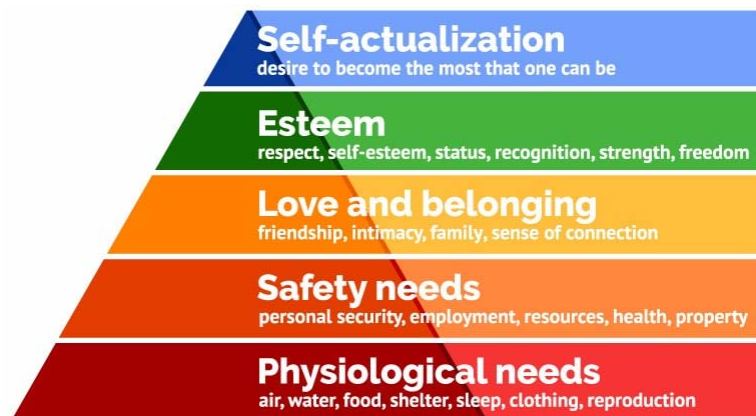 Self-actualization
desire to become the most that one can be
Esteem
respect, self-esteem, status, recognition, strength, freedom
Love and belonging
friendship, intimacy, family, sense of connection
Safety needs
personal security, employment, resources, health, property
Physiological needs
air, water, food, shelter, sleep, clothing, reproduction